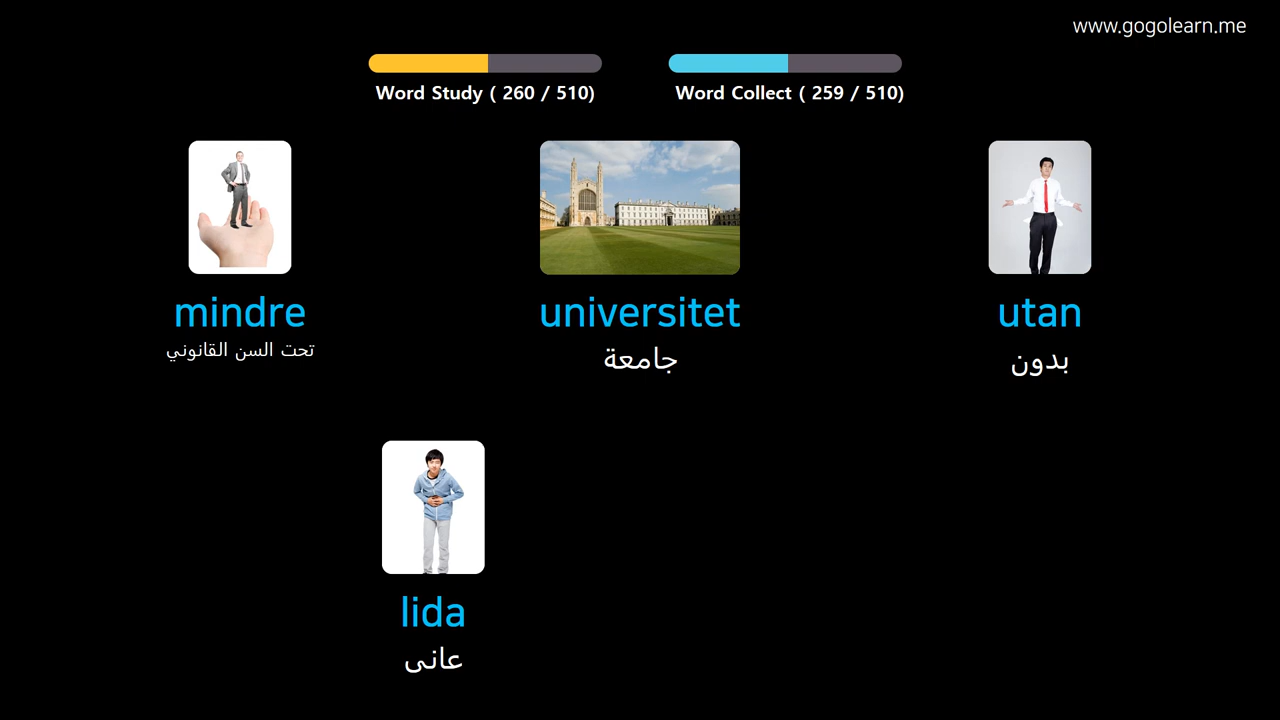 www.gogolearn.me
Word Study ( 260 / 510)
Word Collect ( 259 / 510)
mindre
تحت السن القانوني
universitet
جامعة
utan
بدون
lida
عانى